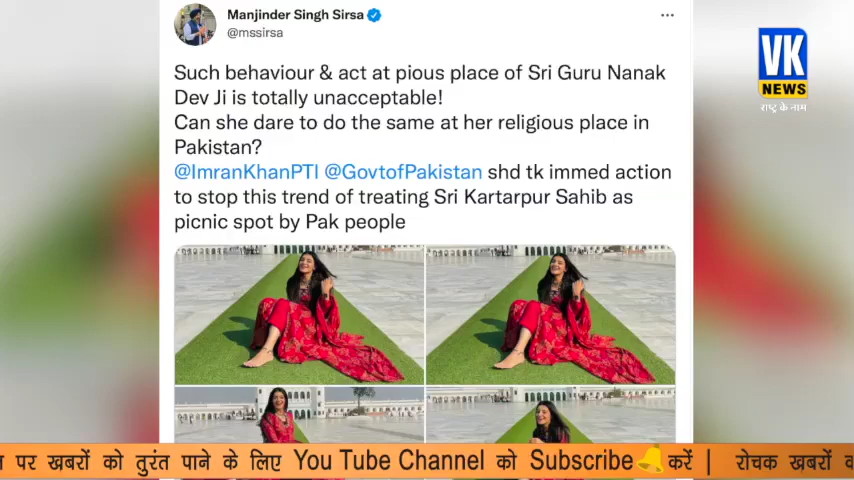 Manjinder Singh Sirsa
@mssirsa
Such behaviour & act at pious place of Sri Guru Nanak
Dev Ji is totally unacceptable!
Can she dare to do the same at her religious place in
Pakistan?
@ImranKhanPTI @GovtofPakistan shd tk immed action
to stop this trend of treating Sri Kartarpur Sahib as
picnic spot by Pak people
VK
NEWS
राष्ट्र के नाम
पर खबरों को तुरंत पाने के लिए You Tube Channel को Subscribe करें | रोचक ख़बरों